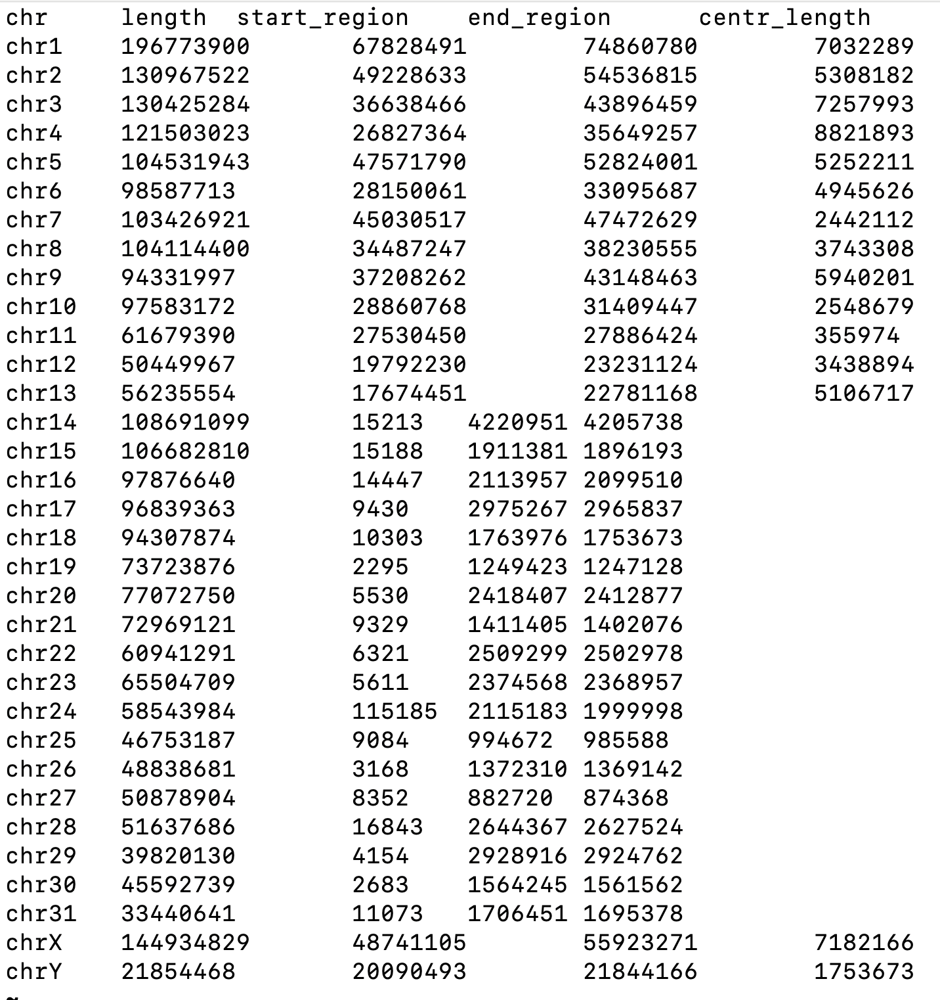 chr length start_region end_region centr_length
chr1 196773900 67828491 74860780 7032289
chr2 130967522 49228633 54536815 5308182
chr3 130425284 36638466 43896459 7257993
chr4 121503023 26827364 35649257 8821893
chr5 104531943 47571790 52824001 5252211
chr6 98587713 28150061 33095687 4945626
chr7 103426921 45030517 47472629 2442112
chr8 104114400 34487247 38230555 3743308
chr9 94331997 37208262 43148463 5940201
chr10 97583172 28860768 31409447 2548679
chr11 61679390 27530450 27886424 355974
chr12 50449967 19792230 23231124 3438894
chr13 56235554 17674451 22781168 5106717
chr14 108691099 15213 4220951 4205738
chr15 106682810 15188 1911381 1896193
chr16 97876640 14447 2113957 2099510
chr17 96839363 9430 2975267 2965837
chr18 94307874 10303 1763976 1753673
chr19 73723876 2295 1249423 1247128
chr20 77072750 5530 2418407 2412877
chr21 72969121 9329 1411405 1402076
chr22 60941291 6321 2509299 2502978
chr23 65504709 5611 2374568 2368957
chr24 58543984 115185 2115183 1999998
chr25 46753187 9084 994672 985588
chr26 48838681 3168 1372310 1369142
chr27 50878904 8352 882720 874368
chr28 51637686 16843 2644367 2627524
chr29 39820130 4154 2928916 2924762
chr30 45592739 2683 1564245 1561562
chr31 33440641 11073 1706451 1695378
chrX 144934829 48741105 55923271 7182166
chrY 21854468 20090493 21844166 1753673
~